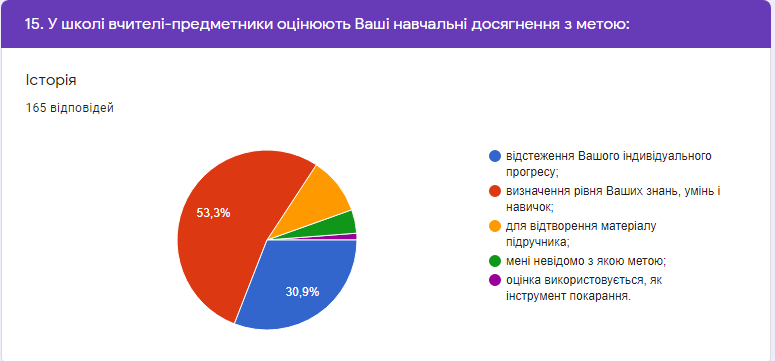 15. У школі вчителі-предметники оцінюють Ваші навчальні досягнення з метою:
Історія
165 відповідей
53,3%
30,9%
відстеження Вашого індивідуального
прогресу;
визначення рівня Ваших знань, умінь і
навичок;
для відтворення матеріалу
підручника;
мені невідомо з якою метою;
оцінка використовується, як
інструмент покарання.